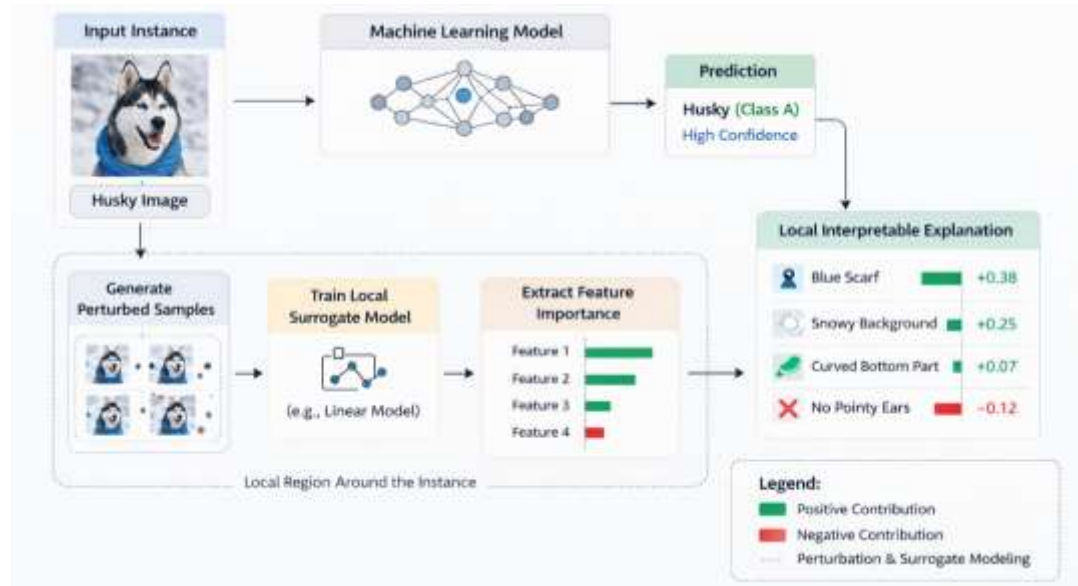 Input Instance
Husky Image
Machine Learning Model
Prediction
Husky (Class A)
High Confidence
Generate
Perturbed Samples
Train Local
Surrogate Model
(e.g., Linear Model)
Extract Feature
Importance
Feature 1
Feature 2
Feature 3
Feature 4
Local Region Around the Instance
Local Interpretable Explanation
Blue Scarf +0.38
Snowy Background +0.25
Curved Bottom Part +0.07
No Pointy Ears −0.12
Legend:
Positive Contribution
Negative Contribution
Perturbation & Surrogate Modeling